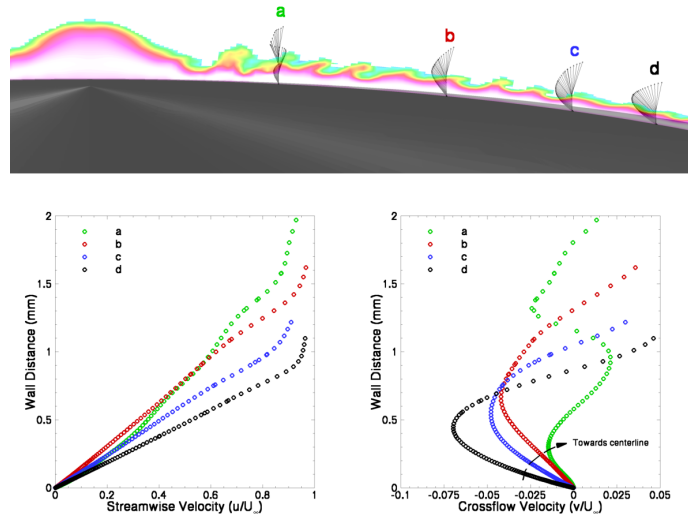 a
b
c
d
2
1.5
1
0.5
0
Wall Distance (mm)
a
b
c
d
0 0.2 0.4 0.6 0.8 1
Streamwise Velocity (u/U∞)
2
1.5
1
0.5
0
Wall Distance (mm)
a
b
c
d
Towards centerline
-0.1 -0.075 -0.05 -0.025 0 0.025 0.05
Crossflow Velocity (v/U∞)